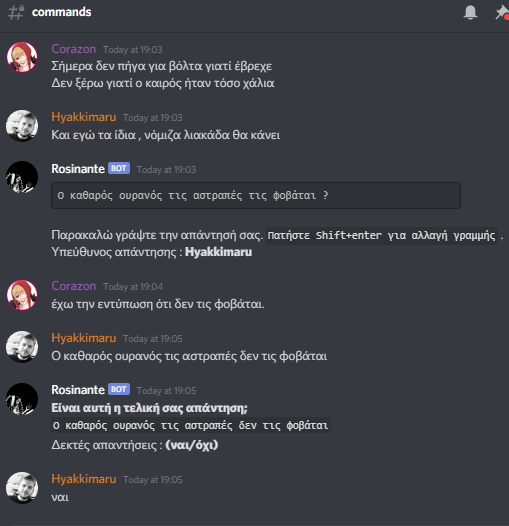 commands
Corazon Today at 19:03
Σήμερα δεν πήγα για βόλτα γιατί έβρεχε
Δεν ξέρω γιατί ο καιρός ήταν τόσο χάλια
Hyakkimaru Today at 19:03
Και εγώ τα ίδια , νόμιζα λιακάδα θα κάνει
Rosinante BOT Today at 19:03
Ο καθαρός ουρανός τις αστραπές τις φοβάται ?
Παρακαλώ γράψτε την απάντησή σας. Πατήστε Shift+enter για αλλαγή γραμμής .
Υπεύθυνος απάντησης : Hyakkimaru
Corazon Today at 19:04
έχω την εντύπωση ότι δεν τις φοβάται.
Hyakkimaru Today at 19:05
Ο καθαρός ουρανός τις αστραπές δεν τις φοβάται
Rosinante BOT Today at 19:05
Είναι αυτή η τελική σας απάντηση;
Ο καθαρός ουρανός τις αστραπές δεν τις φοβάται
Δεκτές απαντήσεις : (ναι/όχι)
Hyakkimaru Today at 19:05
ναι